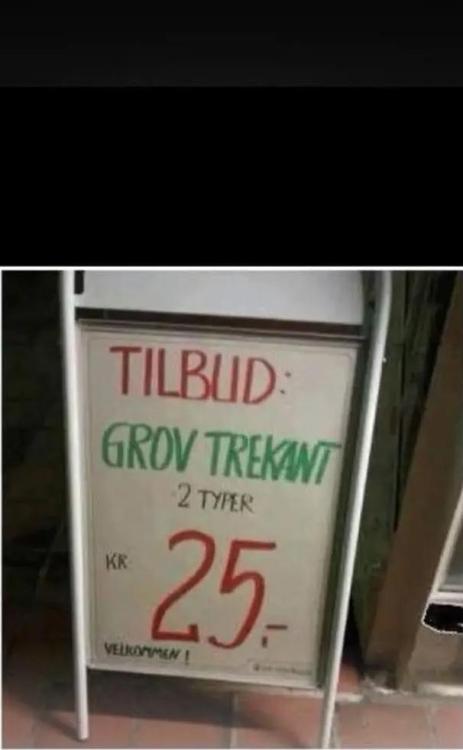 TILBUD:
GROV TREKANT
2 TYPER
KR 25.-
VELKOMMEN!